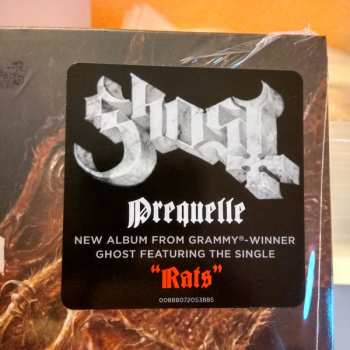 Ghost
Prequelle
NEW ALBUM FROM GRAMMY®-WINNER
GHOST FEATURING THE SINGLE
"Rats"
00888072053885